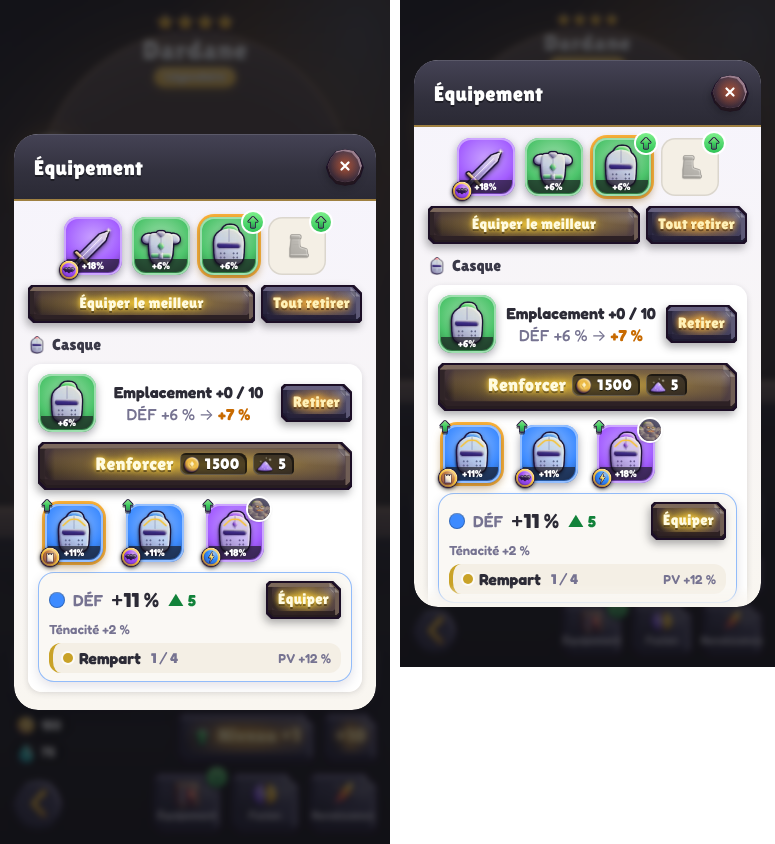 Dardane
Équipement
+18%
+6%
+6%
Équiper le meilleur
Tout retirer
Casque
+6%
Emplacement +0 / 10
DÉF +6 % → +7 %
Retirer
Renforcer
1500
5
+11%
+11%
+18%
DÉF +11 % ▲ 5
Équiper
Ténacité +2 %
Rempart 1 / 4
PV +12 %
Dardane
Équipement
+18%
+6%
+6%
Équiper le meilleur
Tout retirer
Casque
+6%
Emplacement +0 / 10
DÉF +6 % → +7 %
Retirer
Renforcer
1500
5
+11%
+11%
+18%
DÉF +11 % ▲ 5
Équiper
Ténacité +2 %
Rempart 1 / 4
PV +12 %